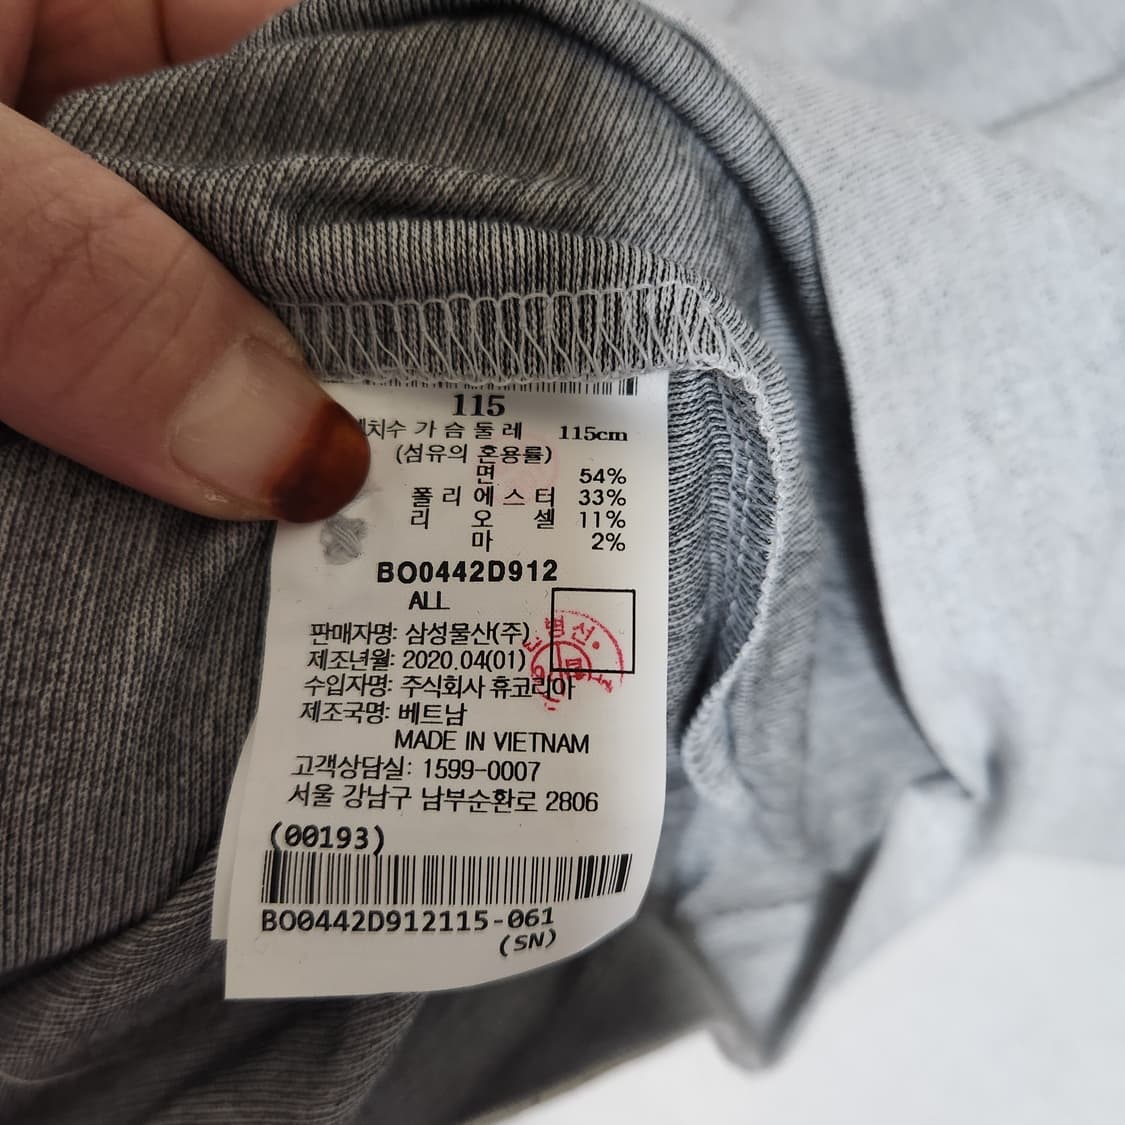 115
치수 가 슴 둘 레 115cm
(섬유의 혼용률)
면 54%
폴 리 에 스 터 33%
리 오 셀 11%
마 2%
BO0442D912
ALL
판매자명: 삼성물산(주)
제조년월: 2020.04(01)
수입자명: 주식회사 휴코리아
제조국명: 베트남
MADE IN VIETNAM
고객상담실: 1599-0007
서울 강남구 남부순환로 2806
(00193)
BO0442D912115-061
(SN)